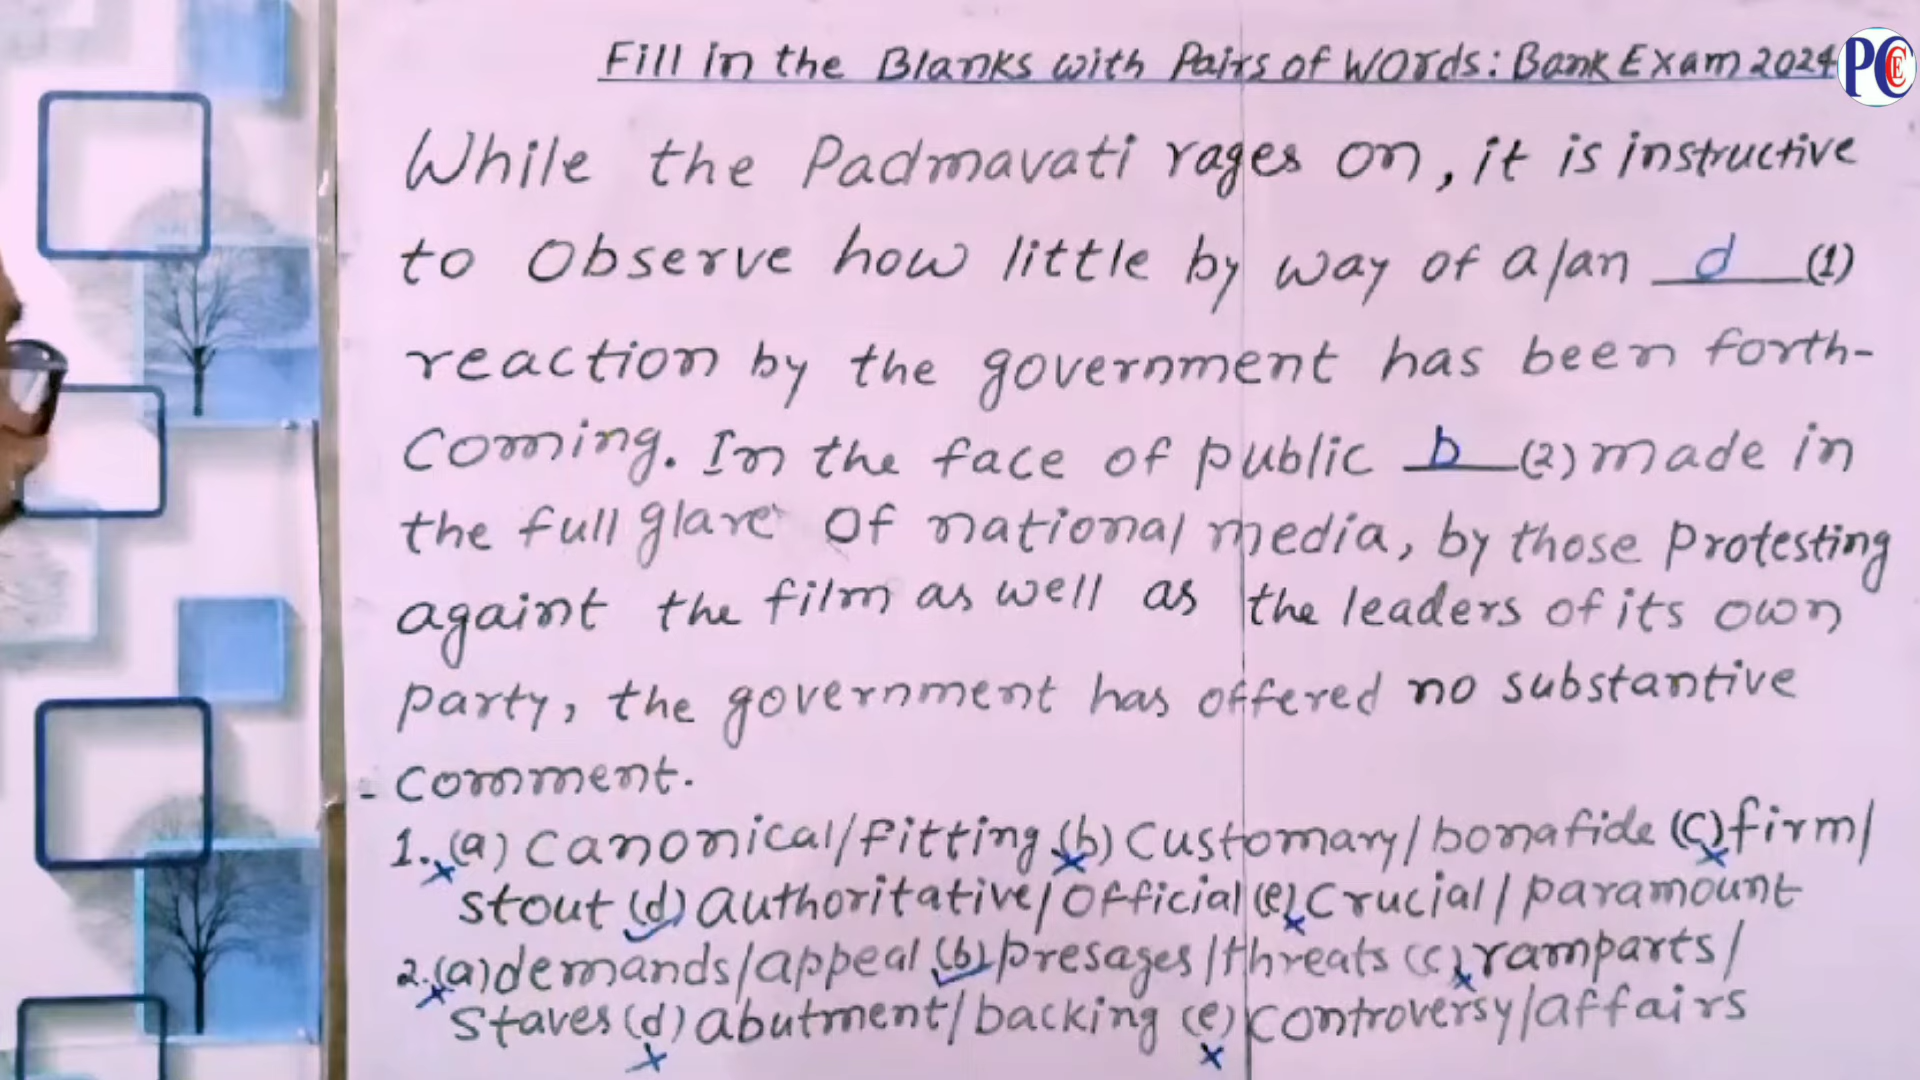 Fill in the Blanks with Pairs of Words: Bank Exam 2024
PCEC
While the Padmavati rages on, it is instructive
to observe how little by way of a/an d (1)
reaction by the government has been forth-
coming. In the face of public b (2) made in
the full glare of national media, by those protesting
againt the film as well as the leaders of its own
party, the government has offered no substantive
comment.
1. (a) Canonical/fitting (b) Customary/bonafide (c) firm/
stout (d) authoritative/official (e) Crucial/paramount
2. (a) demands/appeal (b) presages/threats (c) ramparts/
staves (d) abutment/backing (e) controversy/affairs